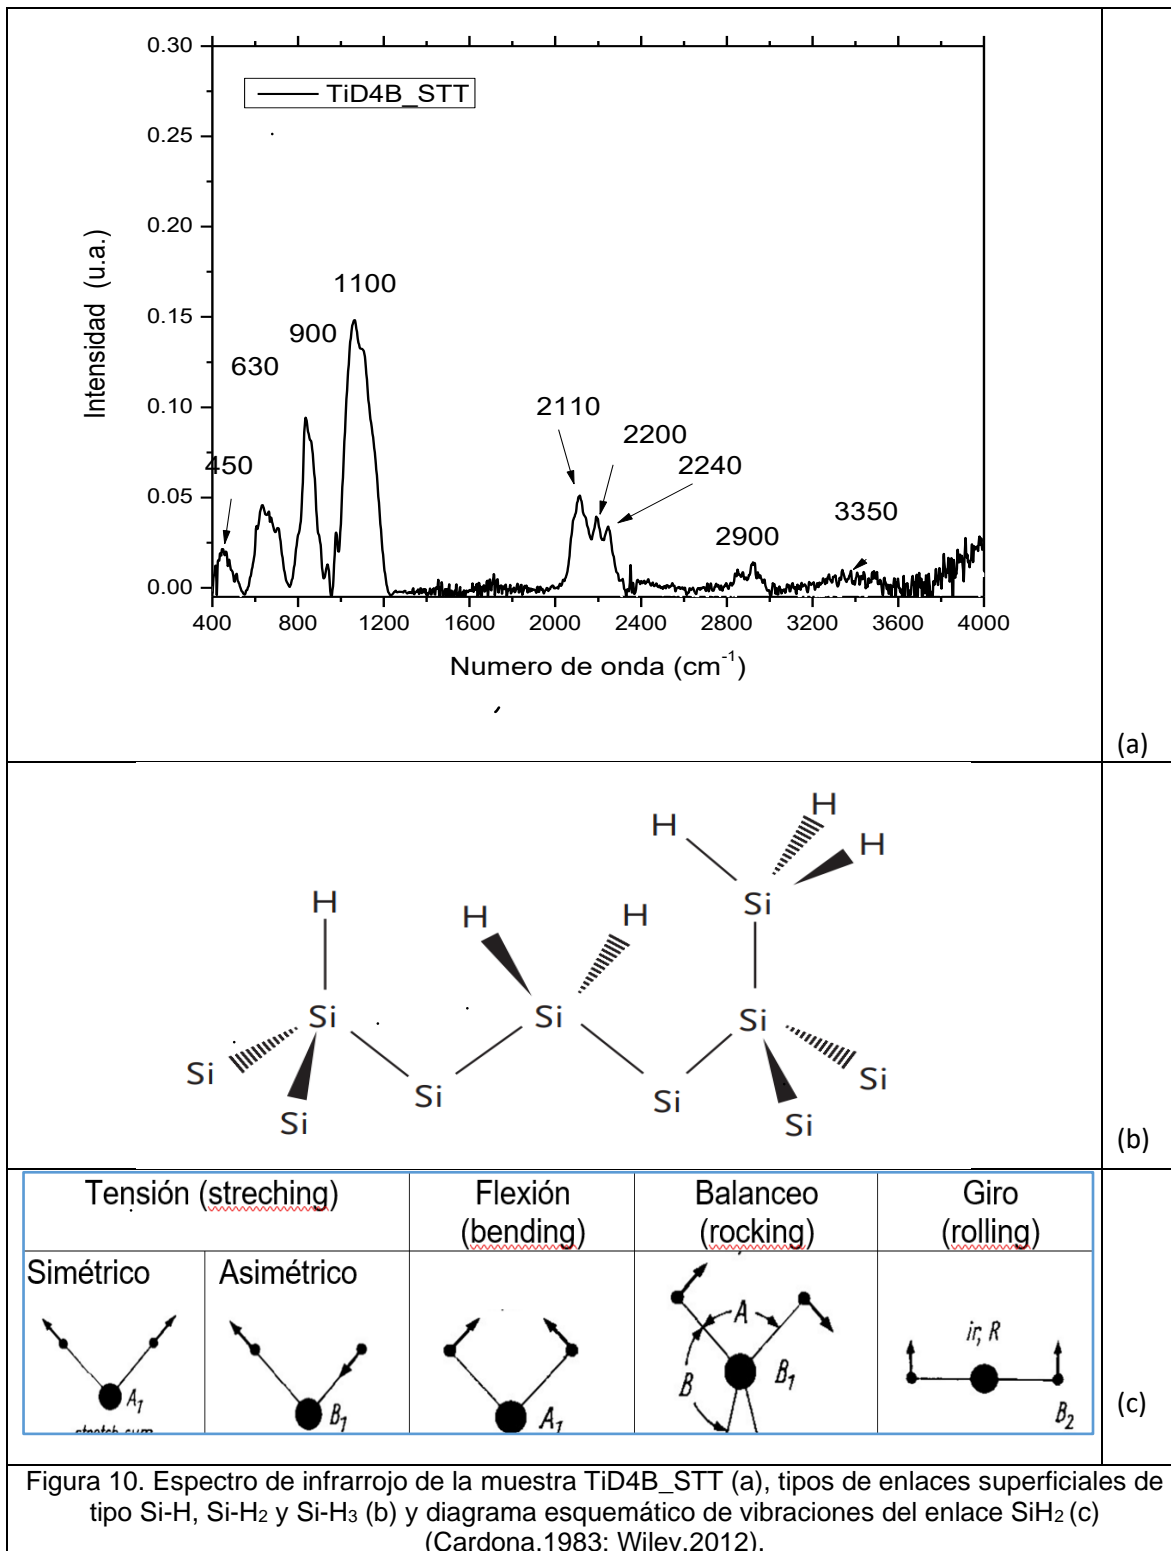 0.30
TiD4B_STT
0.25
0.20
Intensidad (u.a.)
1100
0.15
900
630
0.10
2110
2200
450
2240
0.05
3350
2900
0.00
400 800 1200 1600 2000 2400 2800 3200 3600 4000
Numero de onda (cm-1)
(a)
H
H H
H H H Si
Si Si Si
Si Si Si Si
Si Si
(b)
Tensión (streching) Flexión (bending) Balanceo (rocking) Giro (rolling)
Simétrico Asimétrico
A
ir, R
B B1
A1 B1 A1 B2
(c)
Figura 10. Espectro de infrarrojo de la muestra TiD4B_STT (a), tipos de enlaces superficiales de
tipo Si-H, Si-H2 y Si-H3 (b) y diagrama esquemático de vibraciones del enlace SiH2 (c)
(Cardona,1983; Wiley,2012).